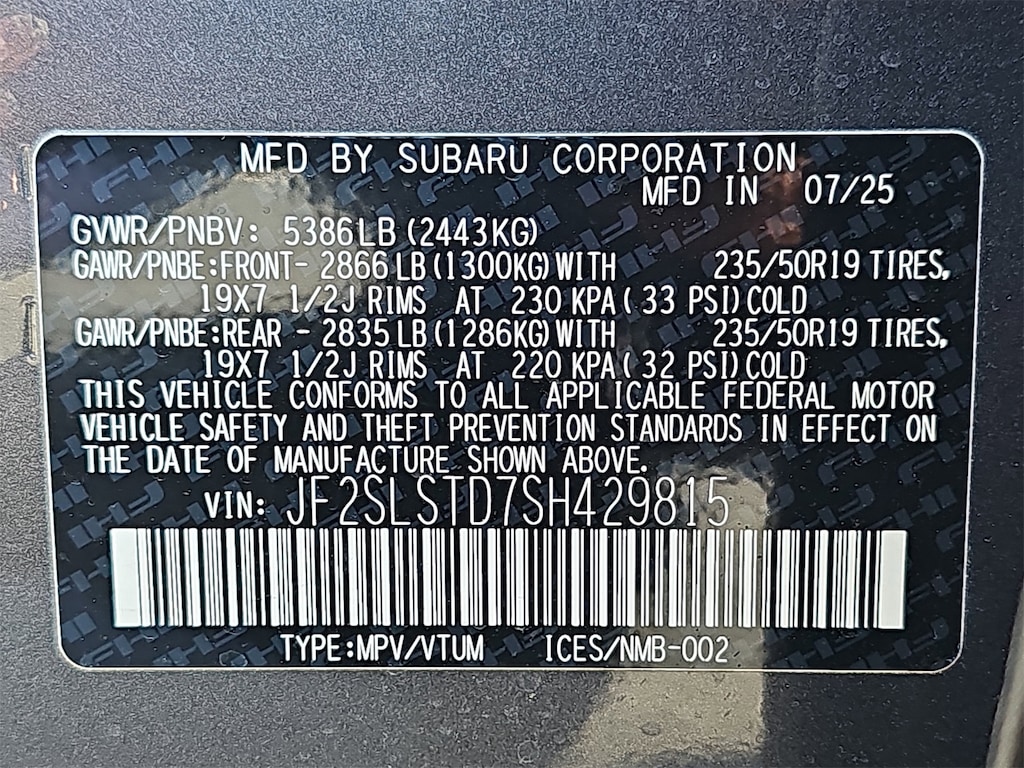 MFD BY SUBARU CORPORATION
MFD IN 07/25
GVWR/PNBV: 5386LB (2443KG)
GAWR/PNBE:FRONT- 2866LB (1300KG) WITH 235/50R19 TIRES,
19X7 1/2J RIMS AT 230 KPA( 33 PSI) COLD
GAWR/PNBE:REAR - 2835LB (1286KG) WITH 235/50R19 TIRES,
19X7 1/2J RIMS AT 220 KPA( 32 PSI) COLD
THIS VEHICLE CONFORMS TO ALL APPLICABLE FEDERAL MOTOR
VEHICLE SAFETY AND THEFT PREVENTION STANDARDS IN EFFECT ON
THE DATE OF MANUFACTURE SHOWN ABOVE.
VIN: JF2SLSTD7SH429815
TYPE:MPV/VTUM ICES/NMB-002